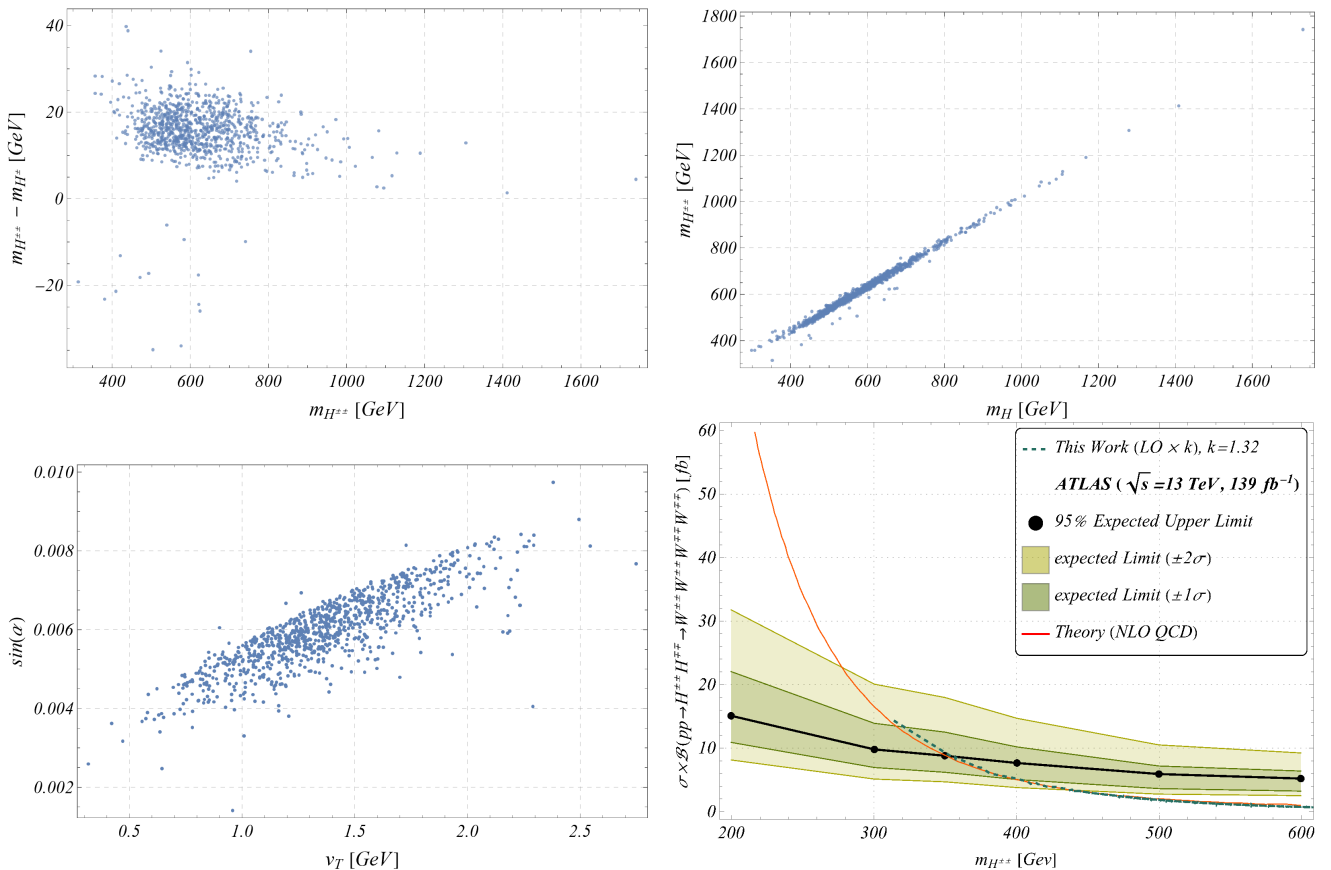 40
20
0
−20
400 600 800 1000 1200 1400 1600
m_{H^{±±}} − m_{H^±} [GeV]
m_{H^{±±}} [GeV]
1800
1600
1400
1200
1000
800
600
400
400 600 800 1000 1200 1400 1600
m_{H^{±±}} [GeV]
m_H [GeV]
0.010
0.008
0.006
0.004
0.002
0.5 1.0 1.5 2.0 2.5
sin(α)
v_T [GeV]
60
50
40
30
20
10
0
200 300 400 500 600
σ×ℬ(pp→H^{±±}H^{∓∓}→W^{±±}W^{±±}W^{∓∓}W^{∓∓}) [fb]
m_{H^{±±}} [Gev]
This Work (LO × k), k=1.32
ATLAS (√s =13 TeV, 139 fb⁻¹)
95% Expected Upper Limit
expected Limit (±2σ)
expected Limit (±1σ)
Theory (NLO QCD)